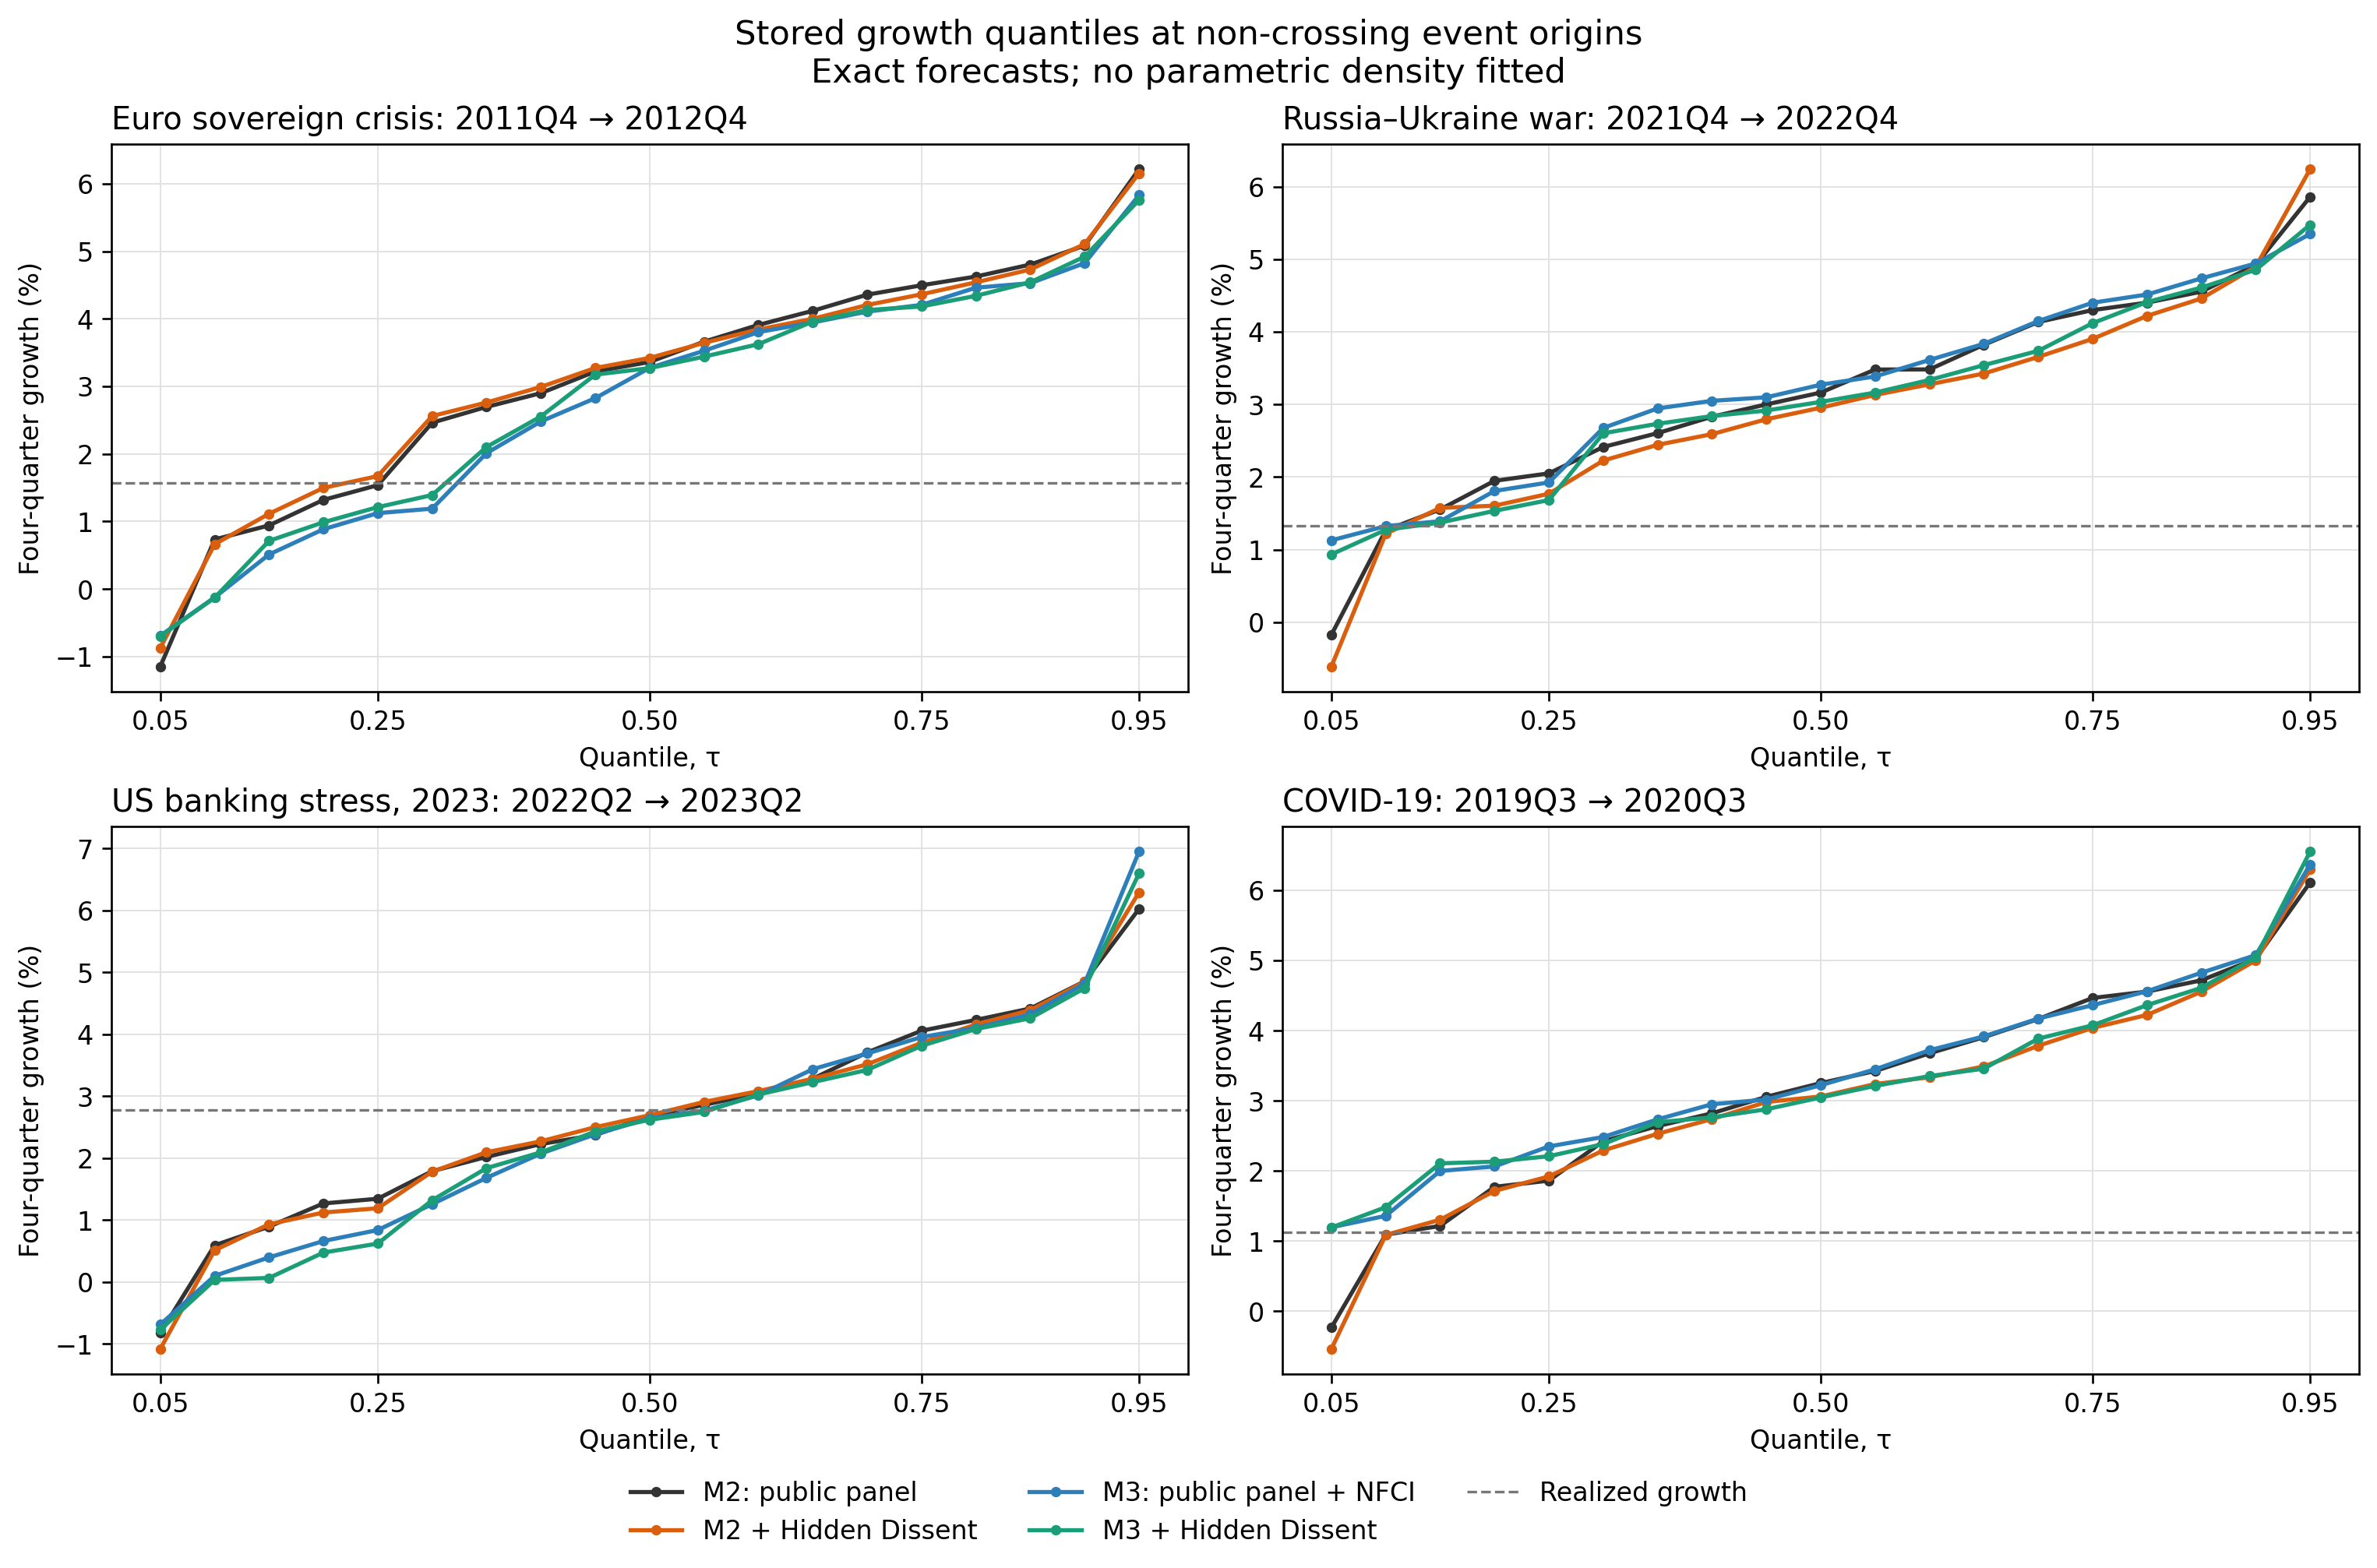 Stored growth quantiles at non-crossing event origins
Exact forecasts; no parametric density fitted
Euro sovereign crisis: 2011Q4 → 2012Q4
Four-quarter growth (%)
6
5
4
3
2
1
0
−1
0.05 0.25 0.50 0.75 0.95
Quantile, τ
Russia–Ukraine war: 2021Q4 → 2022Q4
Four-quarter growth (%)
6
5
4
3
2
1
0
0.05 0.25 0.50 0.75 0.95
Quantile, τ
US banking stress, 2023: 2022Q2 → 2023Q2
Four-quarter growth (%)
7
6
5
4
3
2
1
0
−1
0.05 0.25 0.50 0.75 0.95
Quantile, τ
COVID-19: 2019Q3 → 2020Q3
Four-quarter growth (%)
6
5
4
3
2
1
0
0.05 0.25 0.50 0.75 0.95
Quantile, τ
M2: public panel
M2 + Hidden Dissent
M3: public panel + NFCI
M3 + Hidden Dissent
Realized growth